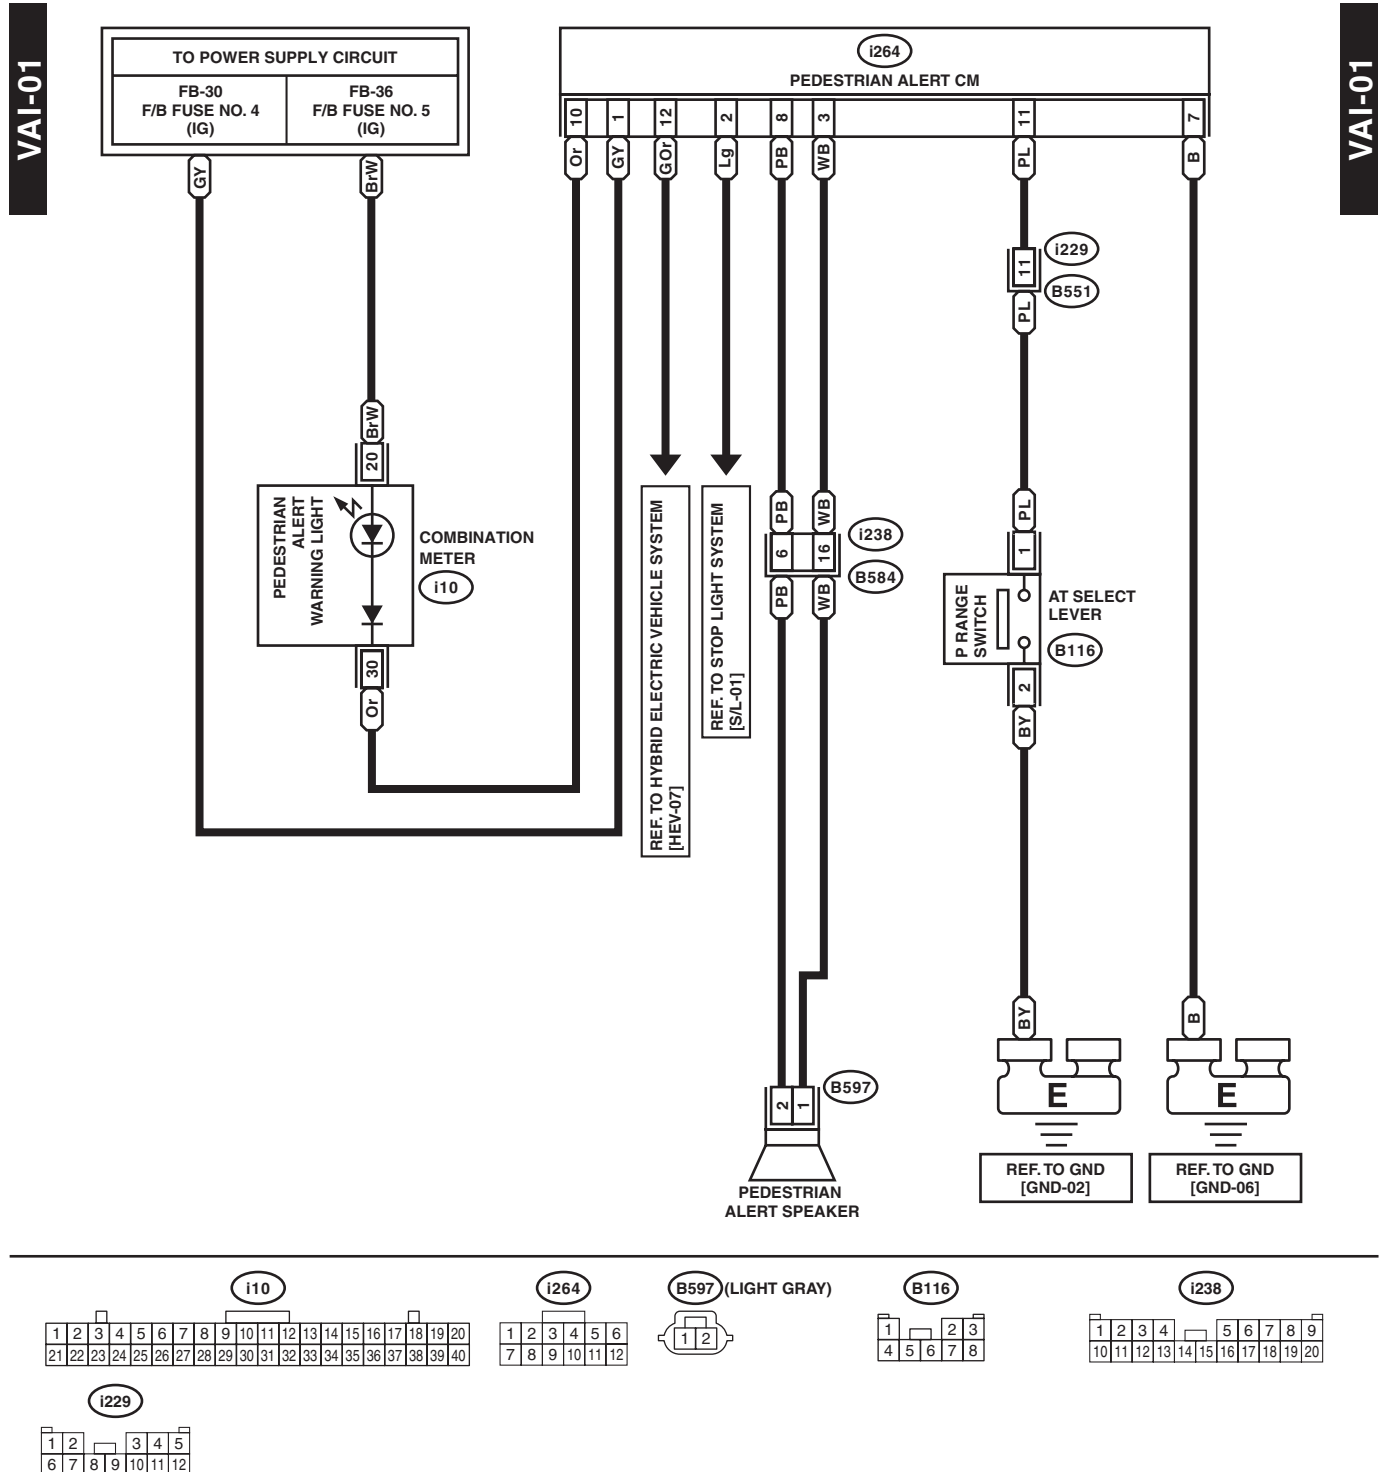 VAI-01
VAI-01
TO POWER SUPPLY CIRCUIT
FB-30
F/B FUSE NO. 4
(IG)
FB-36
F/B FUSE NO. 5
(IG)
i264
PEDESTRIAN ALERT CM
10 1 12 2 8 3 11 7
GY BrW Or GY GOr Lg PB WB PL B
i229
11
B551
PL
BrW
20
PEDESTRIAN
ALERT
WARNING LIGHT
COMBINATION
METER
i10
30
Or
REF. TO HYBRID ELECTRIC VEHICLE SYSTEM
[HEV-07]
REF. TO STOP LIGHT SYSTEM
[S/L-01]
PB WB
6 16
i238
B584
PB WB
PL
1
P RANGE
SWITCH
AT SELECT
LEVER
B116
2
BY
BY B
2 1
B597
E E
PEDESTRIAN
ALERT SPEAKER
REF. TO GND
[GND-02]
REF. TO GND
[GND-06]
i10
1 2 3 4 5 6 7 8 9 10 11 12 13 14 15 16 17 18 19 20
21 22 23 24 25 26 27 28 29 30 31 32 33 34 35 36 37 38 39 40
i264
1 2 3 4 5 6
7 8 9 10 11 12
B597 (LIGHT GRAY)
1 2
B116
1 2 3
4 5 6 7 8
i238
1 2 3 4 5 6 7 8 9
10 11 12 13 14 15 16 17 18 19 20
i229
1 2 3 4 5
6 7 8 9 10 11 12